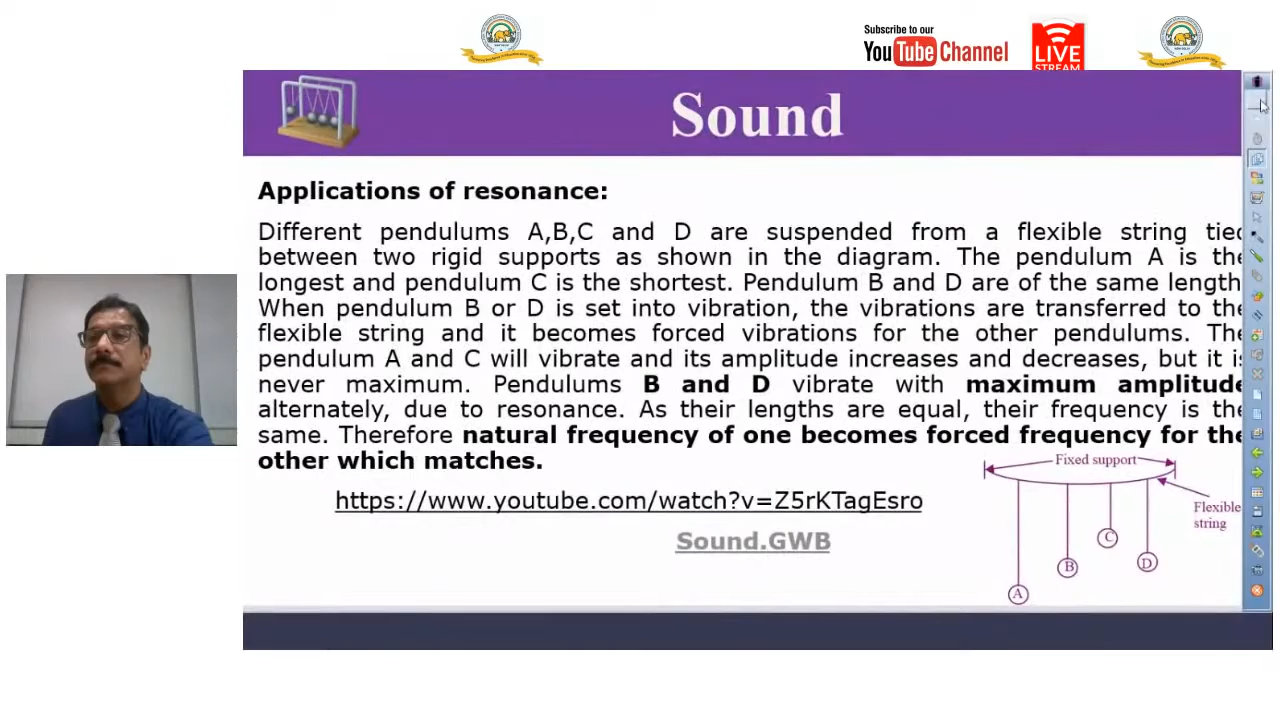 Subscribe to our
YouTube Channel
LIVE
STREAM
Sound
Applications of resonance:
Different pendulums A,B,C and D are suspended from a flexible string tied
between two rigid supports as shown in the diagram. The pendulum A is the
longest and pendulum C is the shortest. Pendulum B and D are of the same length
When pendulum B or D is set into vibration, the vibrations are transferred to the
flexible string and it becomes forced vibrations for the other pendulums. The
pendulum A and C will vibrate and its amplitude increases and decreases, but it is
never maximum. Pendulums B and D vibrate with maximum amplitude
alternately, due to resonance. As their lengths are equal, their frequency is the
same. Therefore natural frequency of one becomes forced frequency for the
other which matches.
https://www.youtube.com/watch?v=Z5rKTagEsro
Sound.GWB
Fixed support
Flexible
string
C
B
D
A